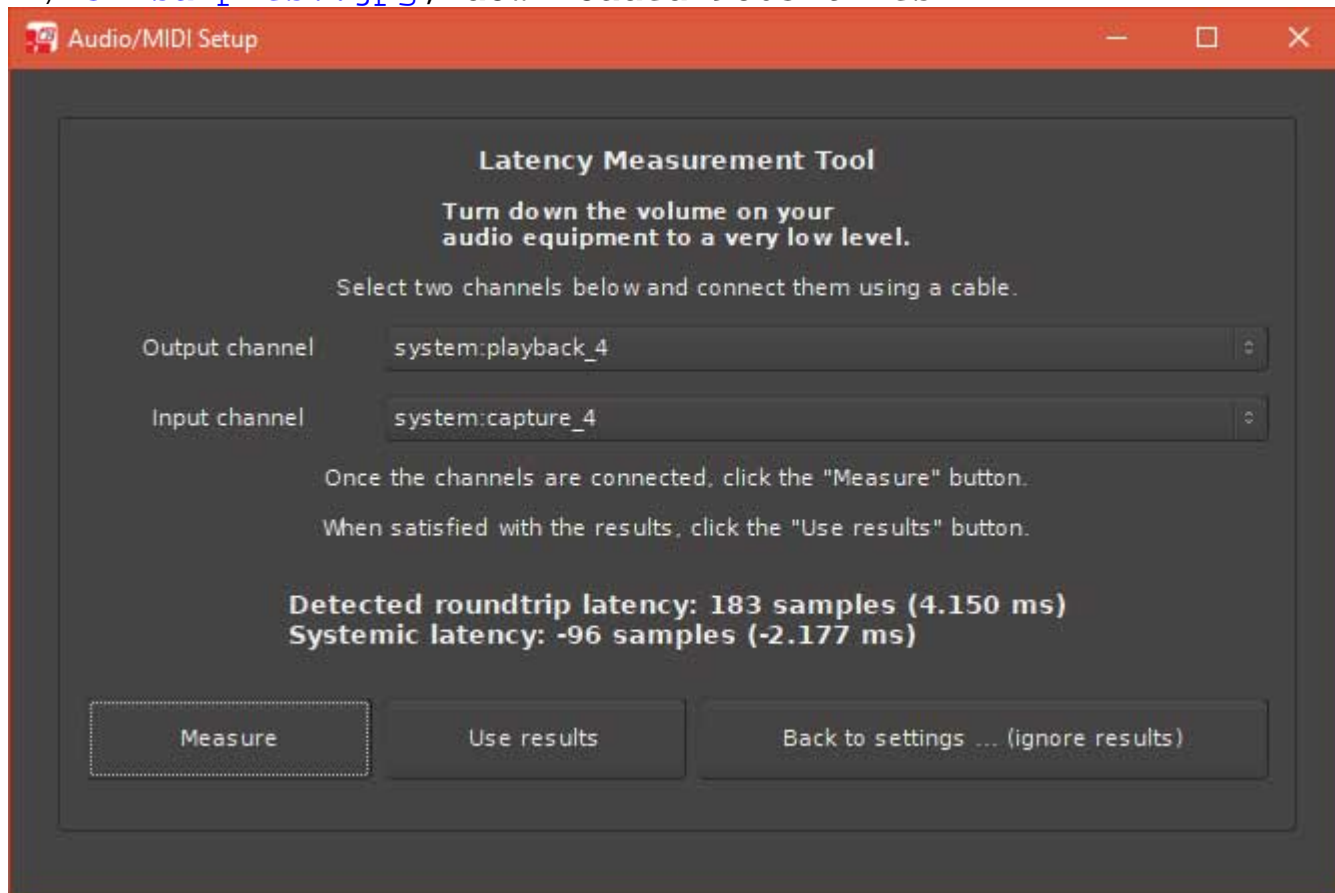 Audio/MIDI Setup
Latency Measurement Tool
Turn down the volume on your
audio equipment to a very low level.
Select two channels below and connect them using a cable.
Output channel system:playback_4
Input channel system:capture_4
Once the channels are connected, click the "Measure" button.
When satisfied with the results, click the "Use results" button.
Detected roundtrip latency: 183 samples (4.150 ms)
Systemic latency: -96 samples (-2.177 ms)
Measure Use results Back to settings ... (ignore results)